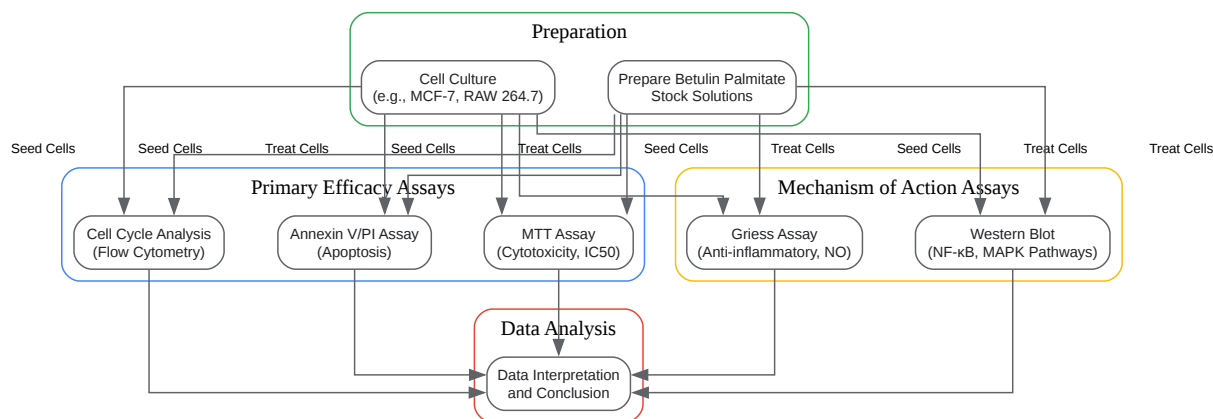 Preparation
Cell Culture
(e.g., MCF-7, RAW 264.7)
Prepare Betulin Palmitate
Stock Solutions
Seed Cells
Seed Cells
Treat Cells
Seed Cells
Treat Cells
Seed Cells
Treat Cells
Seed Cells
Treat Cells
Treat Cells
Primary Efficacy Assays
Mechanism of Action Assays
Cell Cycle Analysis
(Flow Cytometry)
Annexin V/PI Assay
(Apoptosis)
MTT Assay
(Cytotoxicity, IC50)
Griess Assay
(Anti-inflammatory, NO)
Western Blot
(NF-κB, MAPK Pathways)
Data Analysis
Data Interpretation
and Conclusion